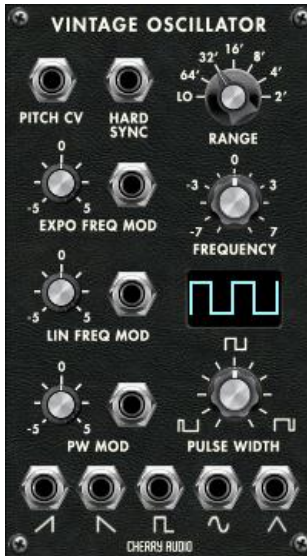 VINTAGE OSCILLATOR
16'
32' 8'
64' 4'
LO 2'
PITCH CV HARD SYNC RANGE
0 0
-3 3
-5 5 -7 7
EXPO FREQ MOD FREQUENCY
0
-5 5
LIN FREQ MOD
0
-5 5
PW MOD PULSE WIDTH
CHERRY AUDIO